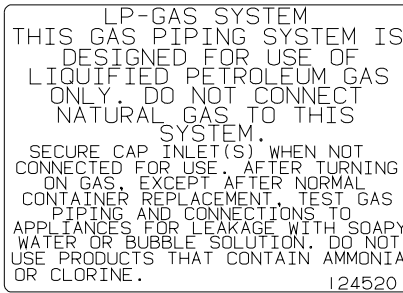 LP-GAS SYSTEM
THIS GAS PIPING SYSTEM IS
DESIGNED FOR USE OF
LIQUIFIED PETROLEUM GAS
ONLY. DO NOT CONNECT
NATURAL GAS TO THIS
SYSTEM.
SECURE CAP INLET(S) WHEN NOT
CONNECTED FOR USE. AFTER TURNING
ON GAS, EXCEPT AFTER NORMAL
CONTAINER REPLACEMENT, TEST GAS
PIPING AND CONNECTIONS TO
APPLIANCES FOR LEAKAGE WITH SOAPY
WATER OR BUBBLE SOLUTION. DO NOT
USE PRODUCTS THAT CONTAIN AMMONIA
OR CLORINE.
124520